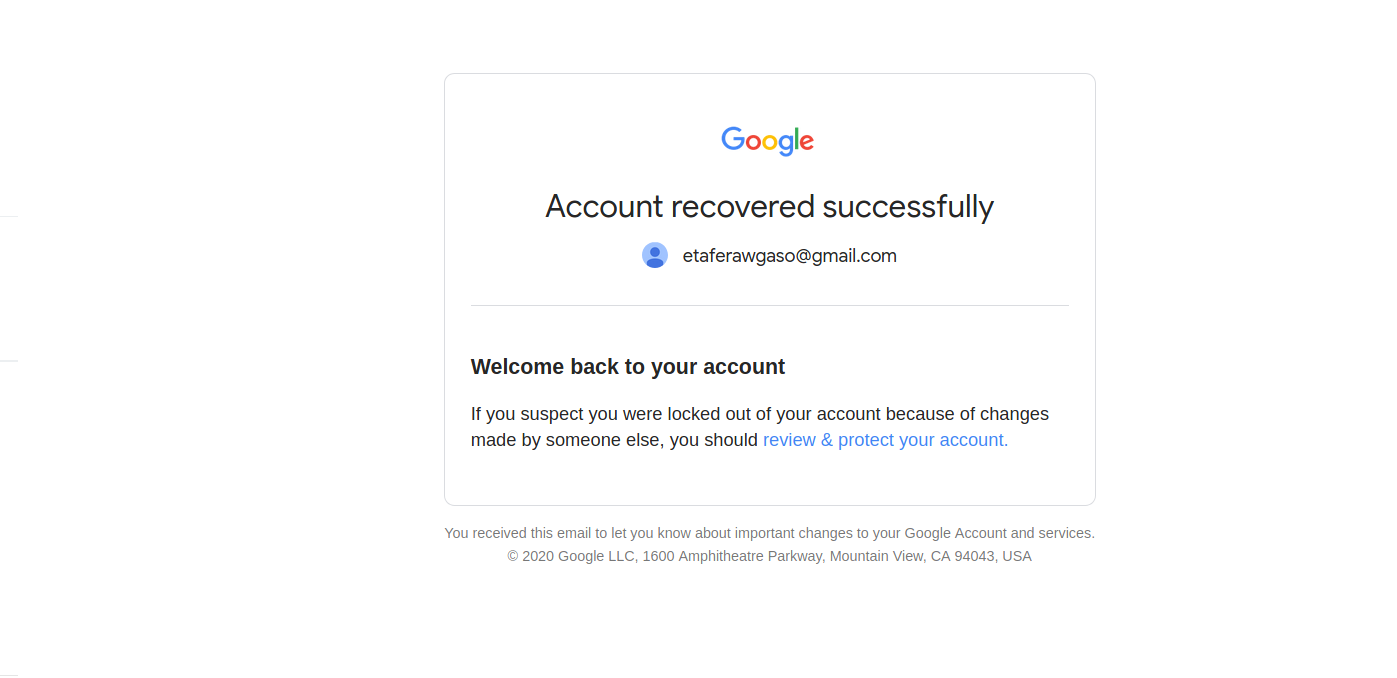 Google
Account recovered successfully
etaferawgaso@gmail.com
Welcome back to your account
If you suspect you were locked out of your account because of changes
made by someone else, you should review & protect your account.
You received this email to let you know about important changes to your Google Account and services.
© 2020 Google LLC, 1600 Amphitheatre Parkway, Mountain View, CA 94043, USA